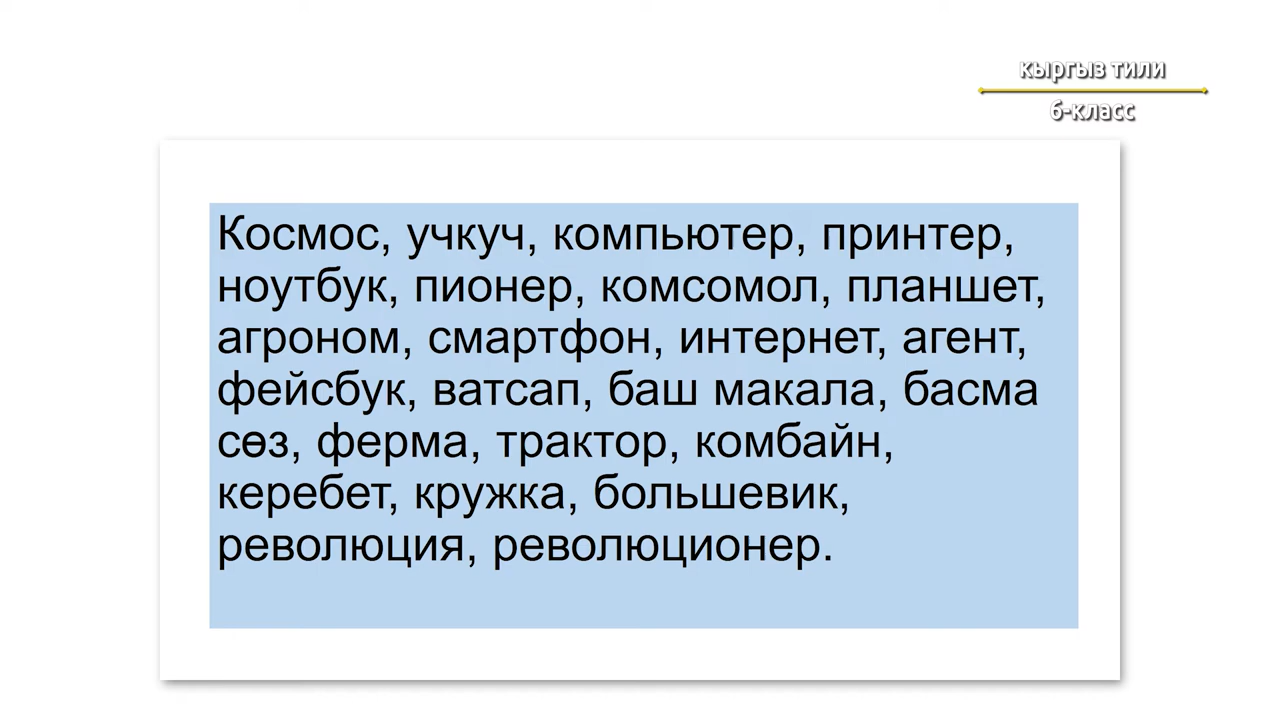 кыргыз тили
6-класс
Космос, учкуч, компьютер, принтер,
ноутбук, пионер, комсомол, планшет,
агроном, смартфон, интернет, агент,
фейсбук, ватсап, баш макала, басма
сөз, ферма, трактор, комбайн,
керебет, кружка, большевик,
революция, революционер.